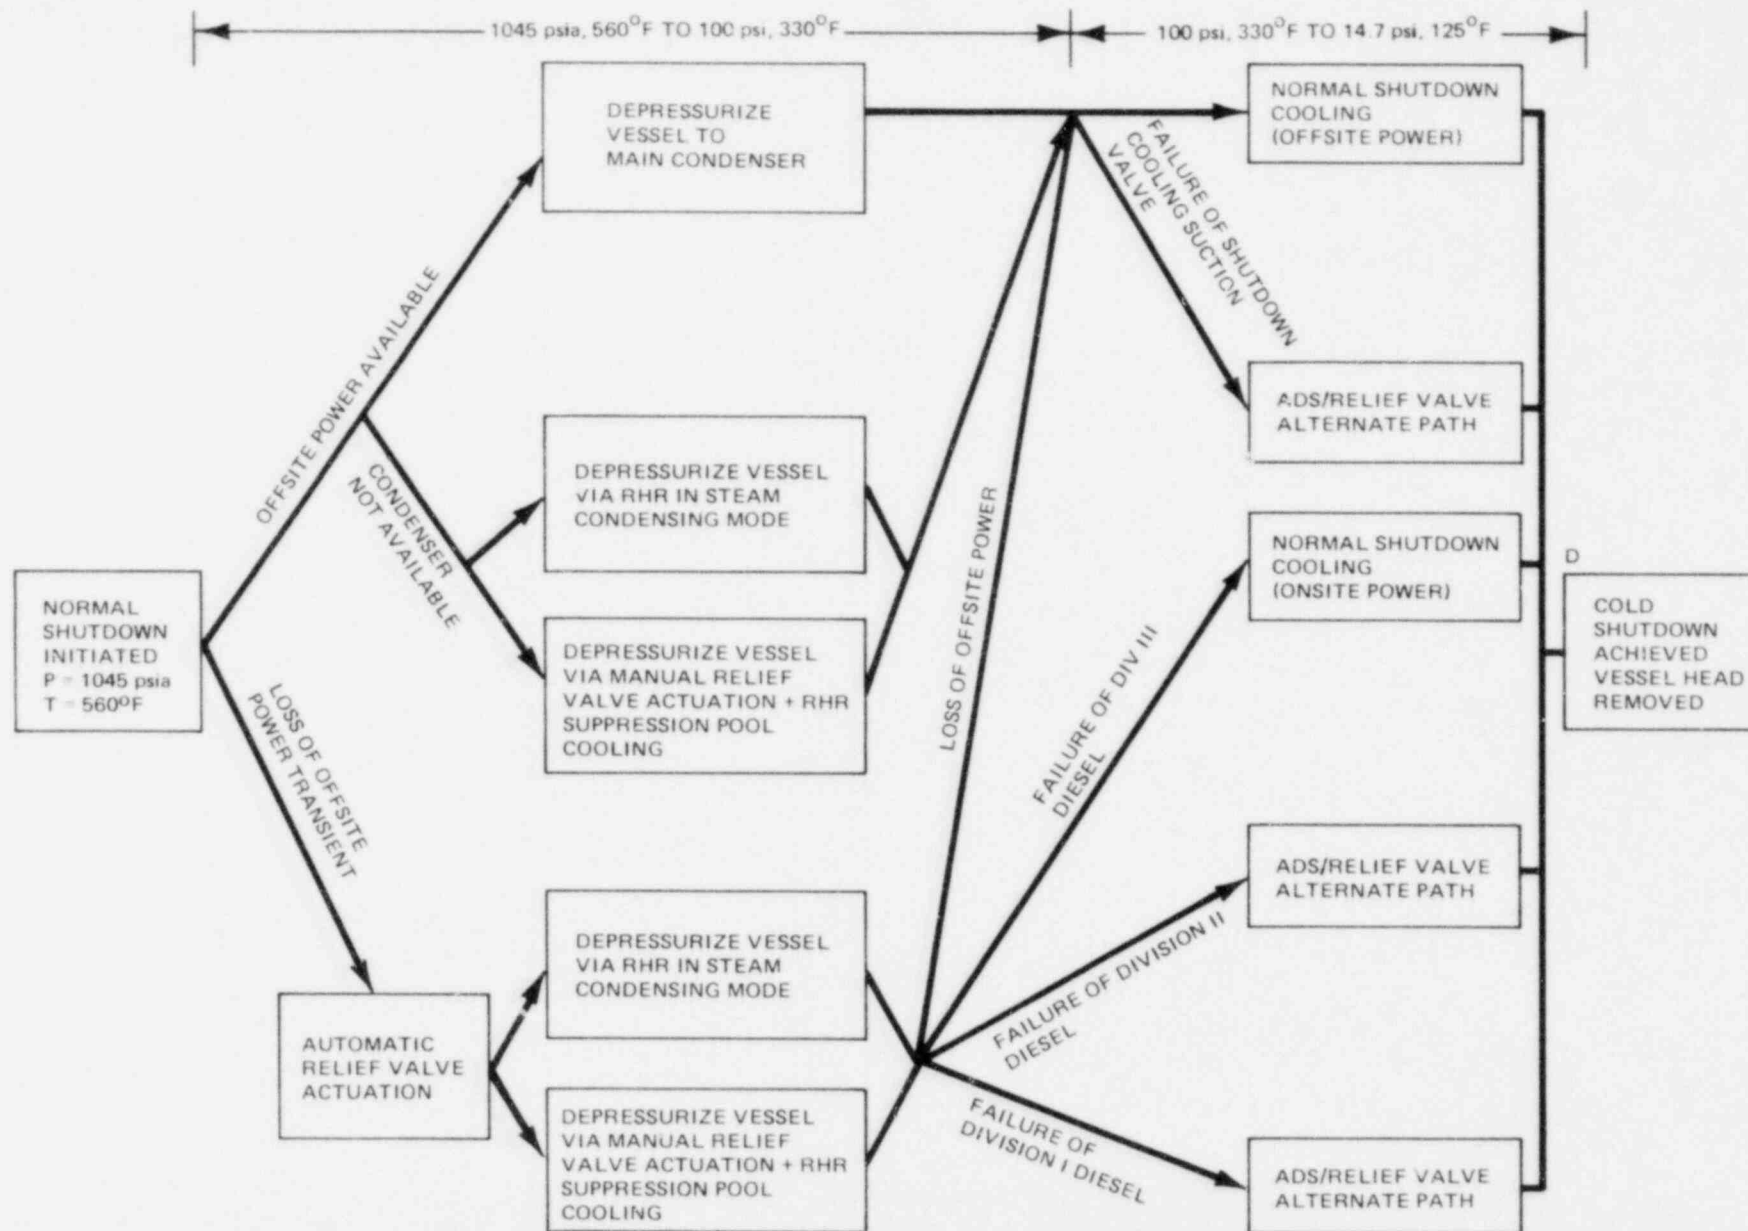 1045 psia, 560°F TO 100 psi, 330°F
100 psi, 330°F TO 14.7 psi, 125°F
DEPRESSURIZE
VESSEL TO
MAIN CONDENSER
NORMAL SHUTDOWN
COOLING
(OFFSITE POWER)
FAILURE OF SHUTDOWN
COOLING SUCTION
VALVE
OFFSITE POWER AVAILABLE
ADS/RELIEF VALVE
ALTERNATE PATH
CONDENSER
NOT AVAILABLE
DEPRESSURIZE VESSEL
VIA RHR IN STEAM
CONDENSING MODE
LOSS OF OFFSITE POWER
NORMAL SHUTDOWN
COOLING
(ONSITE POWER)
D
NORMAL
SHUTDOWN
INITIATED
P = 1045 psia
T = 560°F
DEPRESSURIZE VESSEL
VIA MANUAL RELIEF
VALVE ACTUATION + RHR
SUPPRESSION POOL
COOLING
COLD
SHUTDOWN
ACHIEVED
VESSEL HEAD
REMOVED
FAILURE OF DIV III
DIESEL
LOSS OF OFFSITE
POWER TRANSIENT
ADS/RELIEF VALVE
ALTERNATE PATH
DEPRESSURIZE VESSEL
VIA RHR IN STEAM
CONDENSING MODE
FAILURE OF DIVISION II
DIESEL
AUTOMATIC
RELIEF VALVE
ACTUATION
DEPRESSURIZE VESSEL
VIA MANUAL RELIEF
VALVE ACTUATION + RHR
SUPPRESSION POOL
COOLING
FAILURE OF
DIVISION I DIESEL
ADS/RELIEF VALVE
ALTERNATE PATH